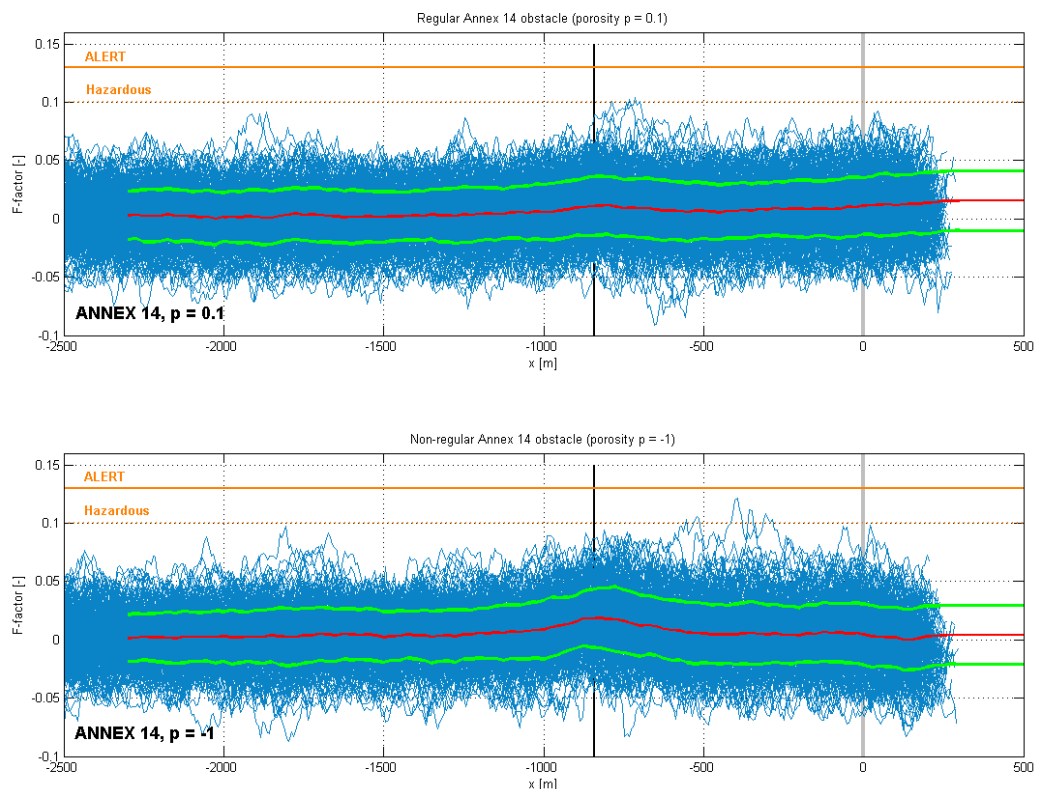 Regular Annex 14 obstacle (porosity p = 0.1)
0.15
ALERT
Hazardous
0.1
0.05
F-factor [-]
0
-0.05
ANNEX 14, p = 0.1
-0.1
-2500 -2000 -1500 -1000 -500 0 500
x [m]
Non-regular Annex 14 obstacle (porosity p = -1)
0.15
ALERT
Hazardous
0.1
0.05
F-factor [-]
0
-0.05
ANNEX 14, p = -1
-0.1
-2500 -2000 -1500 -1000 -500 0 500
x [m]